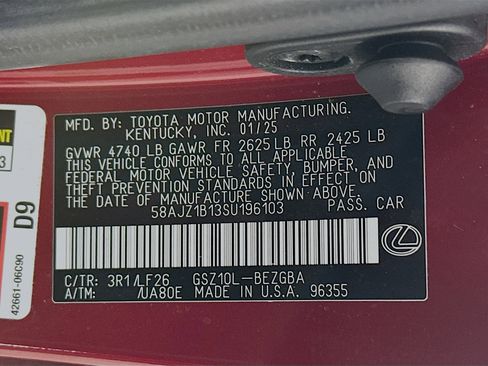 MFD. BY: TOYOTA MOTOR MANUFACTURING.
KENTUCKY, INC. 01/25
GVWR 4740 LB GAWR FR 2625 LB RR 2425 LB
THIS VEHICLE CONFORMS TO ALL APPLICABLE
FEDERAL MOTOR VEHICLE SAFETY, BUMPER, AND
THEFT PREVENTION STANDARDS IN EFFECT ON
THE DATE OF MANUFACTURE SHOWN ABOVE.
58AJZ1B13SU196103 PASS. CAR
C/TR: 3R1/LF26 GSZ10L-BEZGBA
A/TM: /UA80E MADE IN U.S.A. 96355
D9
42661-06C90